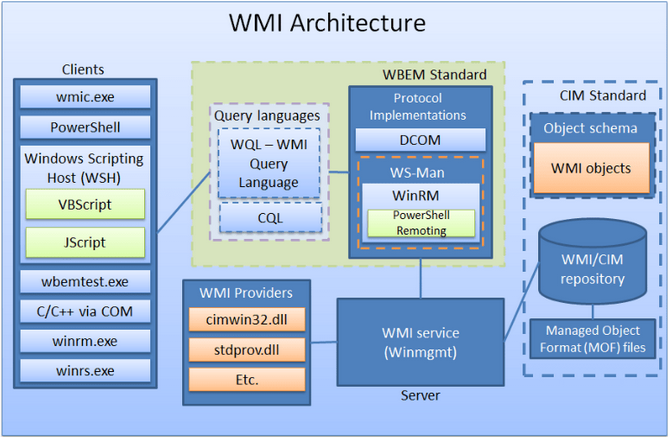 WMI Architecture
Clients
wmic.exe
PowerShell
Windows Scripting
Host (WSH)
VBScript
JScript
wbemtest.exe
C/C++ via COM
winrm.exe
winrs.exe
WBEM Standard
Query languages
WQL – WMI
Query
Language
CQL
Protocol
Implementations
DCOM
WS-Man
WinRM
PowerShell
Remoting
CIM Standard
Object schema
WMI objects
WMI/CIM
repository
Managed Object
Format (MOF) files
WMI Providers
cimwin32.dll
stdprov.dll
Etc.
WMI service
(Winmgmt)
Server